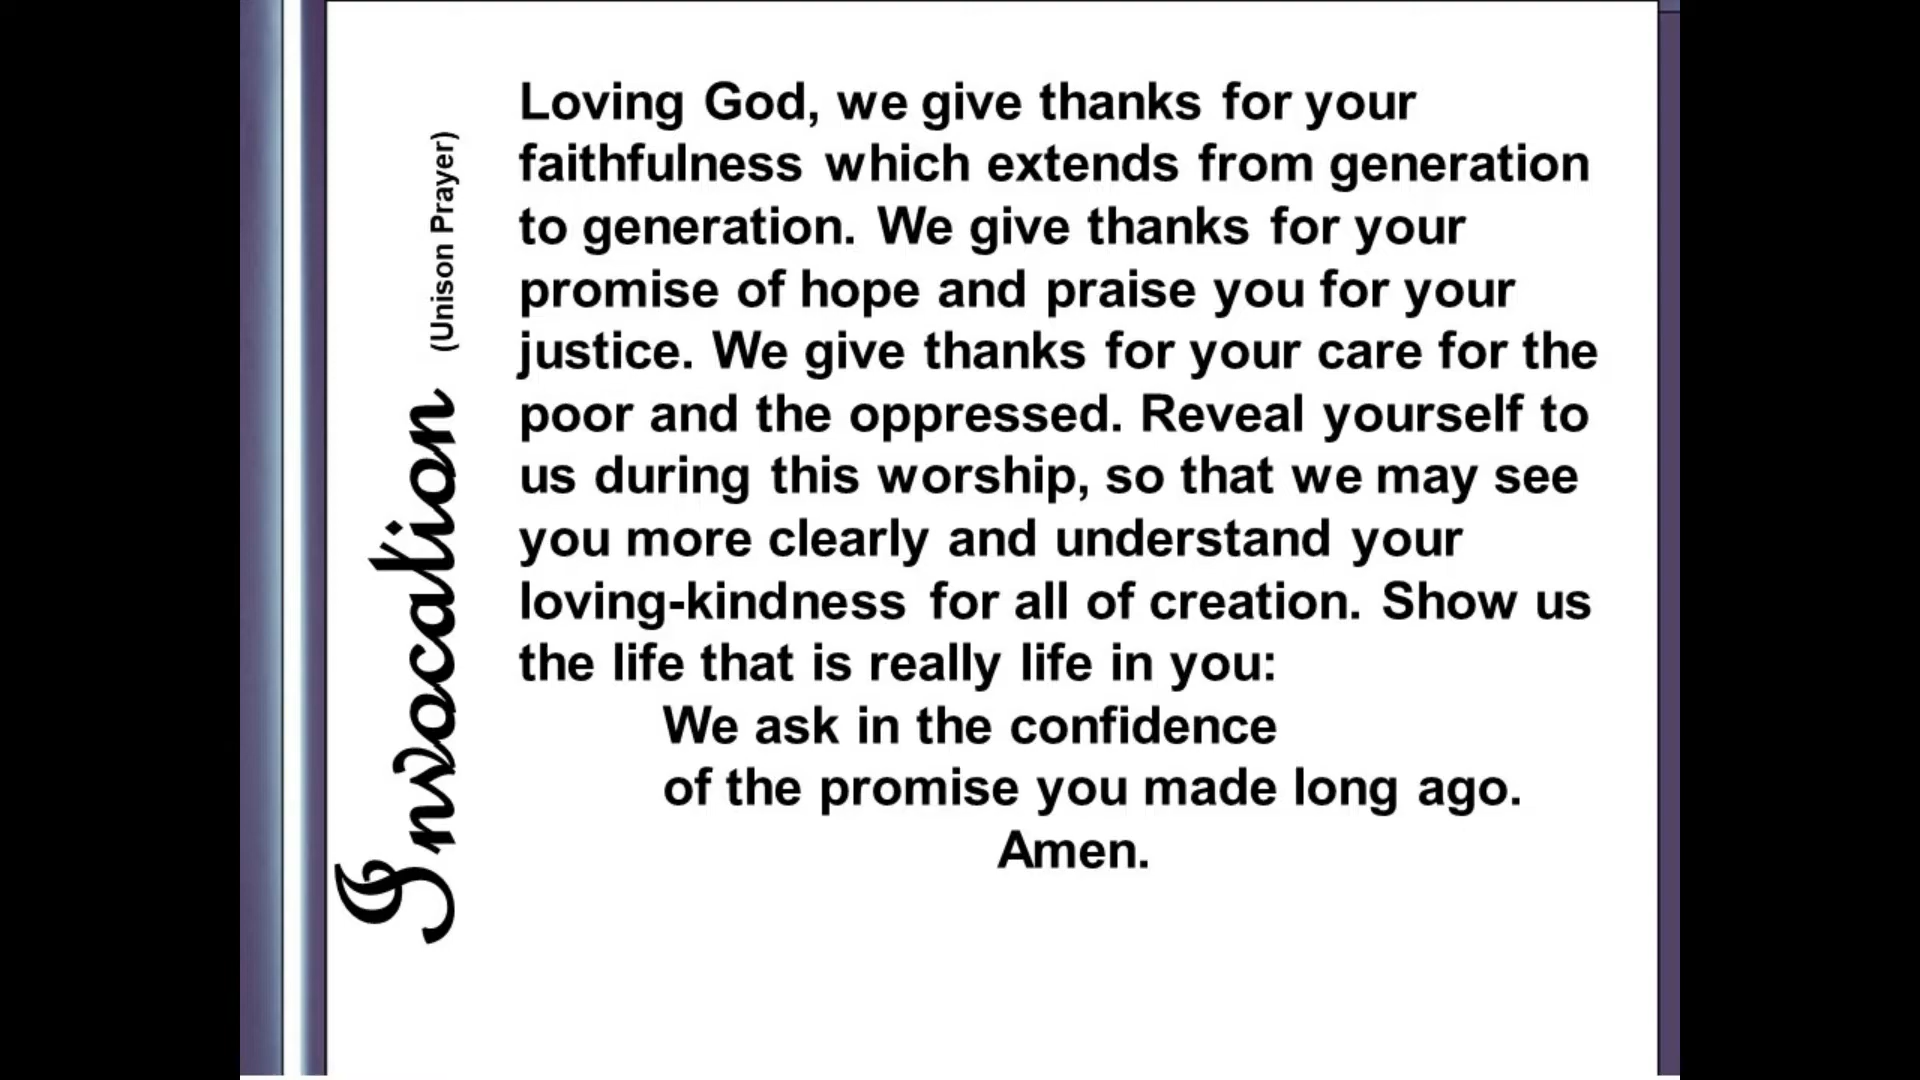 Invocation (Unison Prayer)
Loving God, we give thanks for your
faithfulness which extends from generation
to generation. We give thanks for your
promise of hope and praise you for your
justice. We give thanks for your care for the
poor and the oppressed. Reveal yourself to
us during this worship, so that we may see
you more clearly and understand your
loving-kindness for all of creation. Show us
the life that is really life in you:
We ask in the confidence
of the promise you made long ago.
Amen.